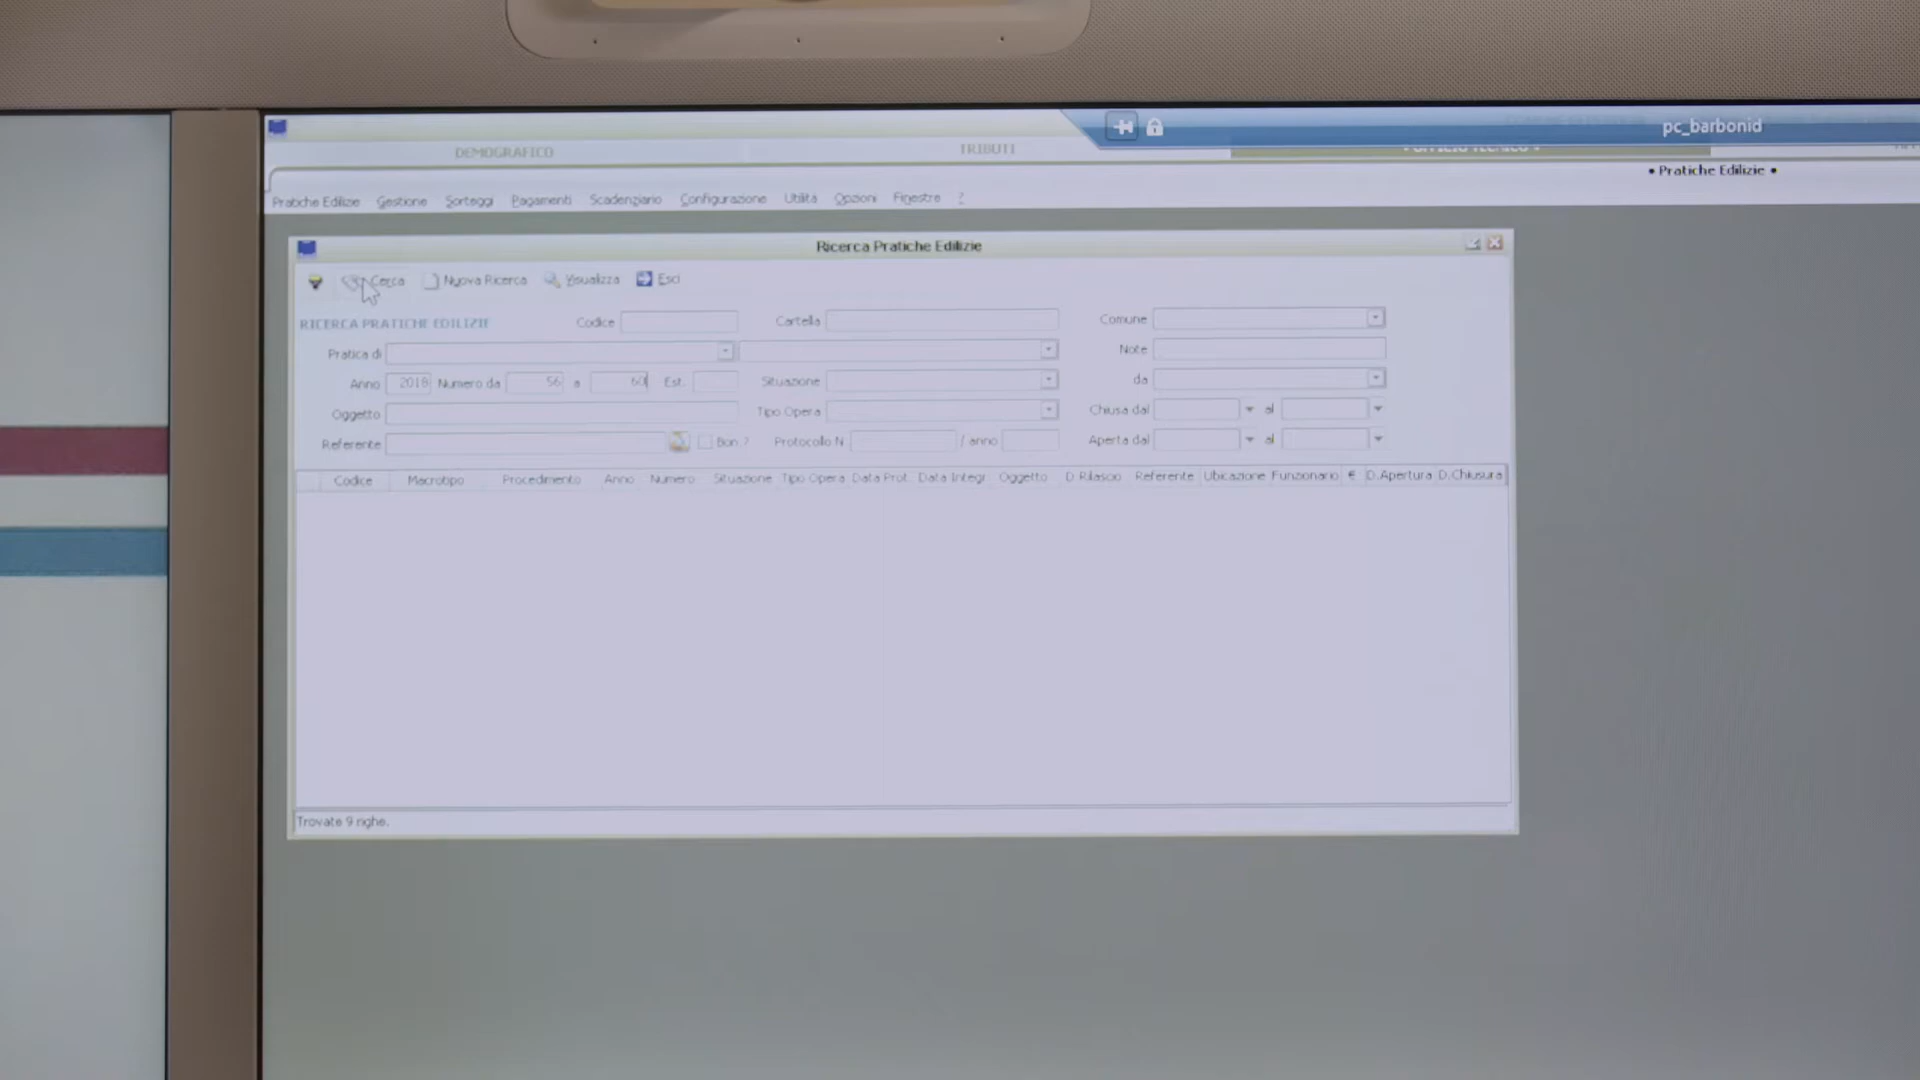 pc_barbonid
DEMOGRAFICO TRIBUTI
• Pratiche Edilizie •
Pratiche Edilizie Gestione Sorteggi Pagamenti Scadenziario Configurazione Utilità Opzioni Finestre ?
Ricerca Pratiche Edilizie
Cerca Nuova Ricerca Visualizza Esci
RICERCA PRATICHE EDILIZIE Codice Cartella Comune
Pratica di Note
Anno 2018 Numero da 56 a 60 Est. Situazione da
Oggetto Tipo Opera Chiusa dal al
Referente Bon ? Protocollo N / anno Aperta dal al
Codice Macrotipo Procedimento Anno Numero Situazione Tipo Opera Data Prot. Data Integr Oggetto D Rilascio Referente Ubicazione Funzionario € D.Apertura D.Chiusura
Trovate 9 righe.